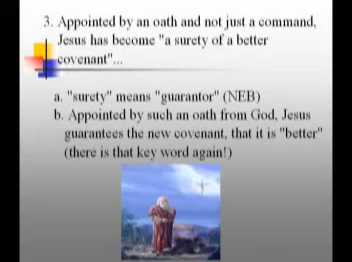 3. Appointed by an oath and not just a command,
Jesus has become "a surety of a better
covenant"...
a. "surety" means "guarantor" (NEB)
b. Appointed by such an oath from God, Jesus
guarantees the new covenant, that it is "better"
(there is that key word again!)